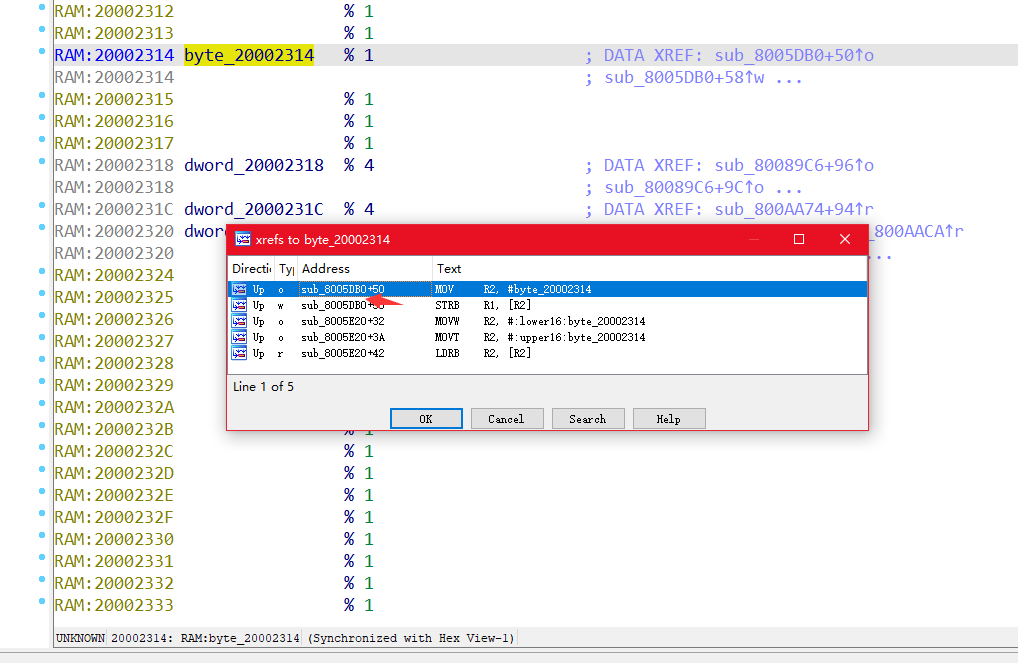 RAM:20002312 % 1
RAM:20002313 % 1
RAM:20002314 byte_20002314 % 1 ; DATA XREF: sub_8005DB0+50↑o
RAM:20002314 ; sub_8005DB0+58↑w ...
RAM:20002315 % 1
RAM:20002316 % 1
RAM:20002317 % 1
RAM:20002318 dword_20002318 % 4 ; DATA XREF: sub_80089C6+96↑o
RAM:20002318 ; sub_80089C6+9C↑o ...
RAM:2000231C dword_2000231C % 4 ; DATA XREF: sub_800AA74+94↑r
RAM:20002320 dwor _800AACA↑r
RAM:20002320 ...
RAM:20002324
RAM:20002325
RAM:20002326
RAM:20002327
RAM:20002328
RAM:20002329
RAM:2000232A
RAM:2000232B % 1
RAM:2000232C % 1
RAM:2000232D % 1
RAM:2000232E % 1
RAM:2000232F % 1
RAM:20002330 % 1
RAM:20002331 % 1
RAM:20002332 % 1
RAM:20002333 % 1
xrefs to byte_20002314
Directi Ty Address Text
Up o sub_8005DB0+50 MOV R2, #byte_20002314
Up w sub_8005DB0+58 STRB R1, [R2]
Up o sub_8005E20+32 MOVW R2, #:lower16:byte_20002314
Up o sub_8005E20+3A MOVT R2, #:upper16:byte_20002314
Up r sub_8005E20+42 LDRB R2, [R2]
Line 1 of 5
OK Cancel Search Help
UNKNOWN 20002314: RAM:byte_20002314 (Synchronized with Hex View-1)